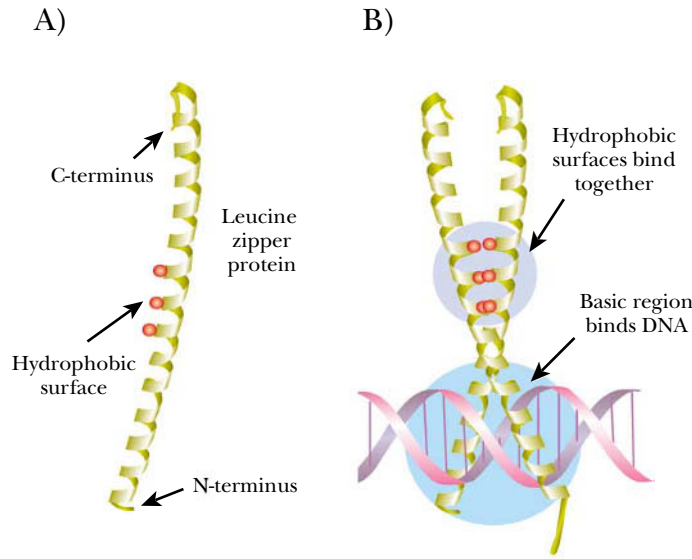 A)
C-terminus
Leucine
zipper
protein
Hydrophobic
surface
N-terminus
B)
Hydrophobic
surfaces bind
together
Basic region
binds DNA